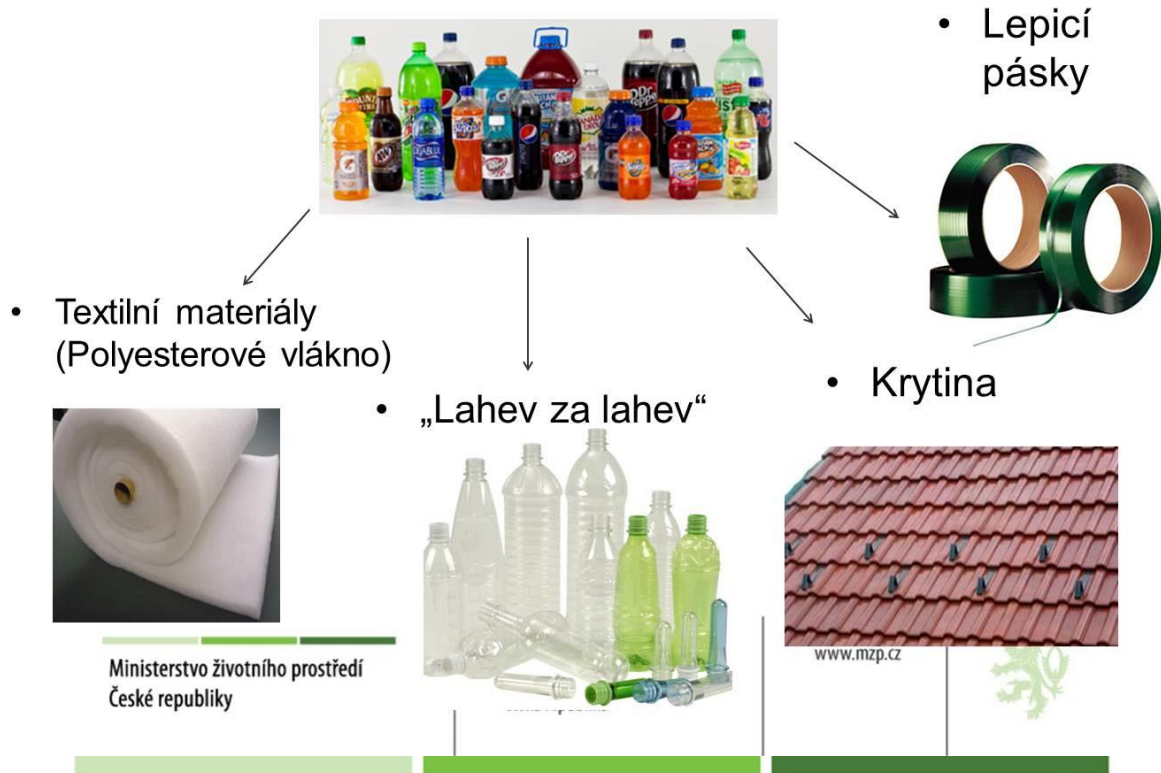 • Lepicí
pásky
• Textilní materiály
(Polyesterové vlákno)
• „Lahev za lahev“
• Krytina
Ministerstvo životního prostředí
České republiky
www.mzp.cz